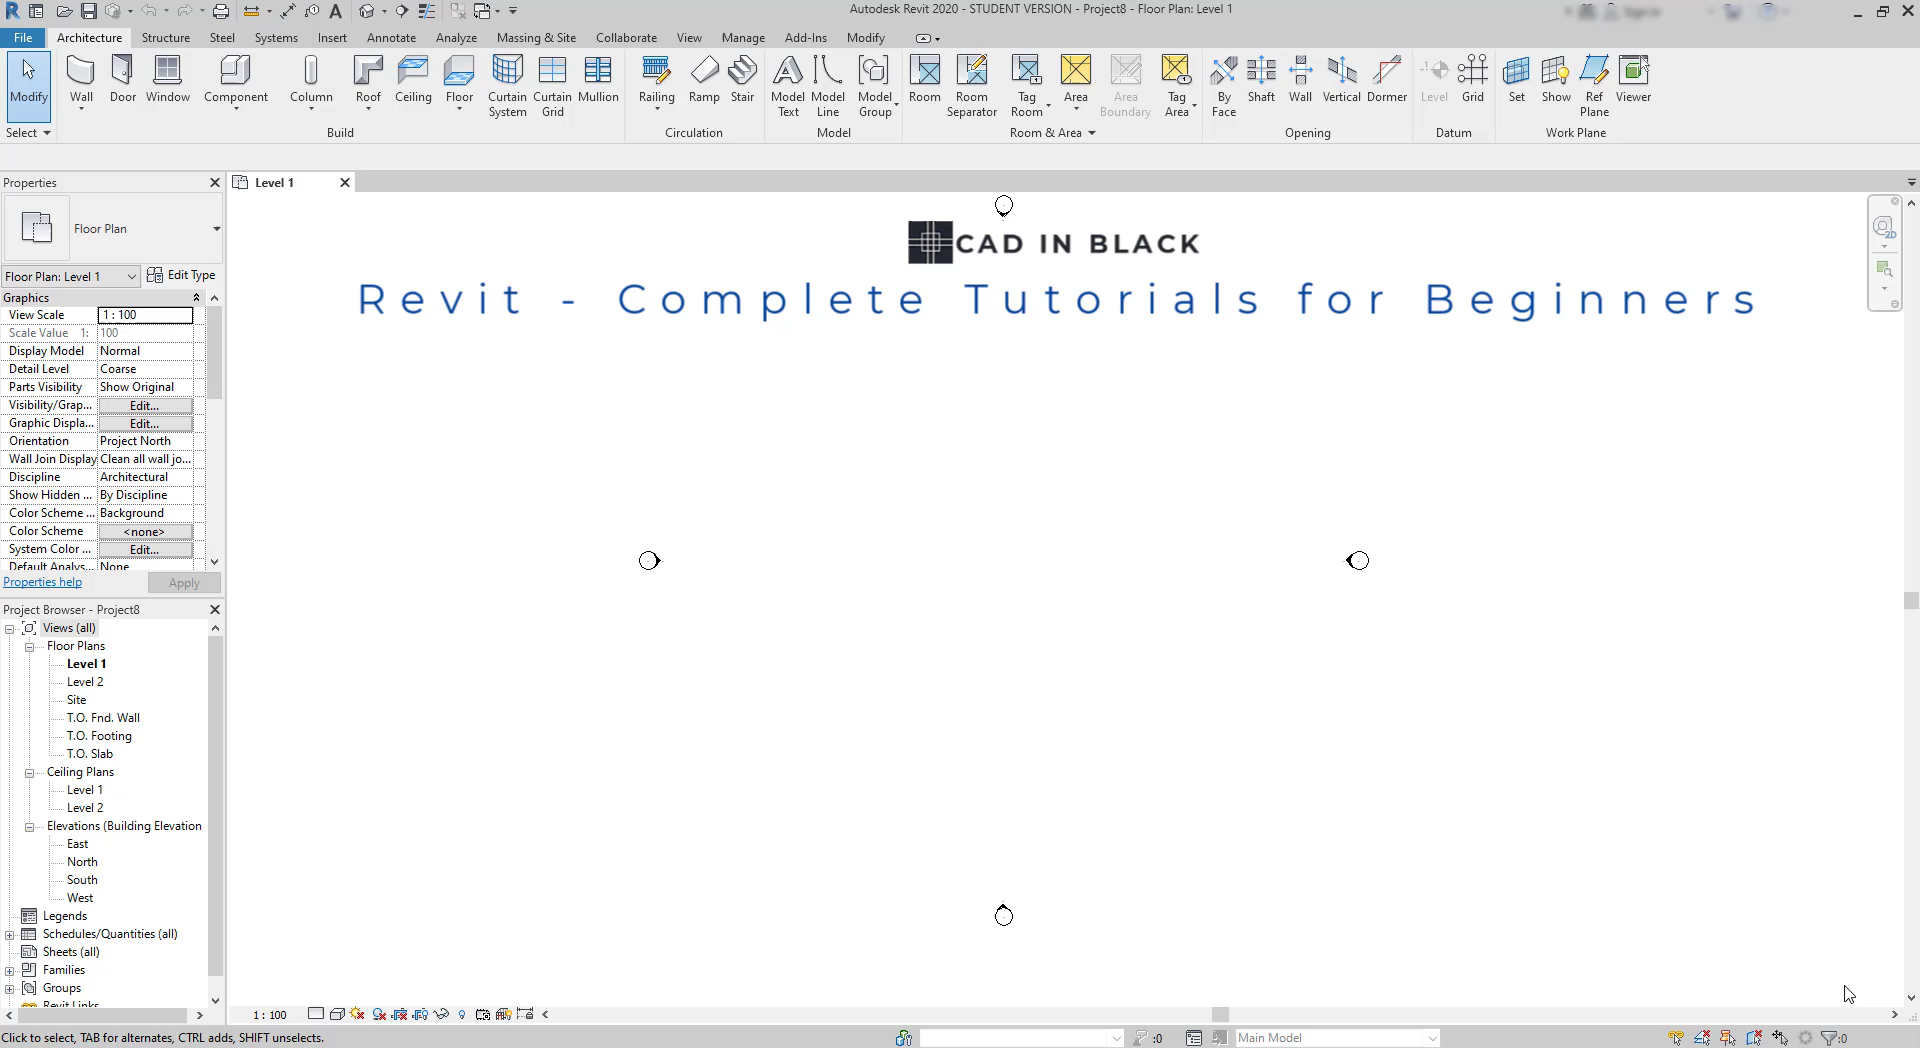 Autodesk Revit 2020 - STUDENT VERSION - Project8 - Floor Plan: Level 1
File Architecture Structure Steel Systems Insert Annotate Analyze Massing & Site Collaborate View Manage Add-Ins Modify
Modify Wall Door Window Component Column Roof Ceiling Floor Curtain System Curtain Grid Mullion Railing Ramp Stair Model Text Model Line Model Group Room Room Separator Tag Room Area Area Boundary Tag Area By Face Shaft Wall Vertical Dormer Level Grid Set Show Ref Plane Viewer
Select Build Circulation Model Room & Area Opening Datum Work Plane
Properties
Level 1
Floor Plan
Floor Plan: Level 1 Edit Type
Graphics
View Scale 1 : 100
Scale Value 1: 100
Display Model Normal
Detail Level Coarse
Parts Visibility Show Original
Visibility/Grap... Edit...
Graphic Displa... Edit...
Orientation Project North
Wall Join Display Clean all wall jo...
Discipline Architectural
Show Hidden ... By Discipline
Color Scheme ... Background
Color Scheme <none>
System Color ... Edit...
Default Analys... None
Properties help Apply
CAD IN BLACK
Revit - Complete Tutorials for Beginners
2D
Project Browser - Project8
Views (all)
Floor Plans
Level 1
Level 2
Site
T.O. Fnd. Wall
T.O. Footing
T.O. Slab
Ceiling Plans
Level 1
Level 2
Elevations (Building Elevation
East
North
South
West
Legends
Schedules/Quantities (all)
Sheets (all)
Families
Groups
Revit Links
1 : 100
Click to select, TAB for alternates, CTRL adds, SHIFT unselects.
:0
Main Model
:0